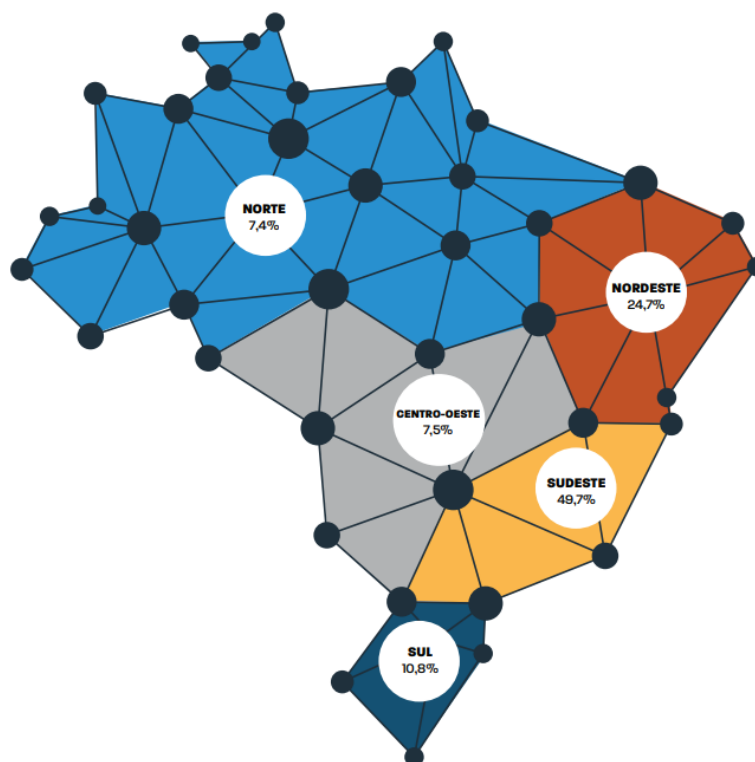 NORTE
7,4%
NORDESTE
24,7%
CENTRO-OESTE
7,5%
SUDESTE
49,7%
SUL
10,8%